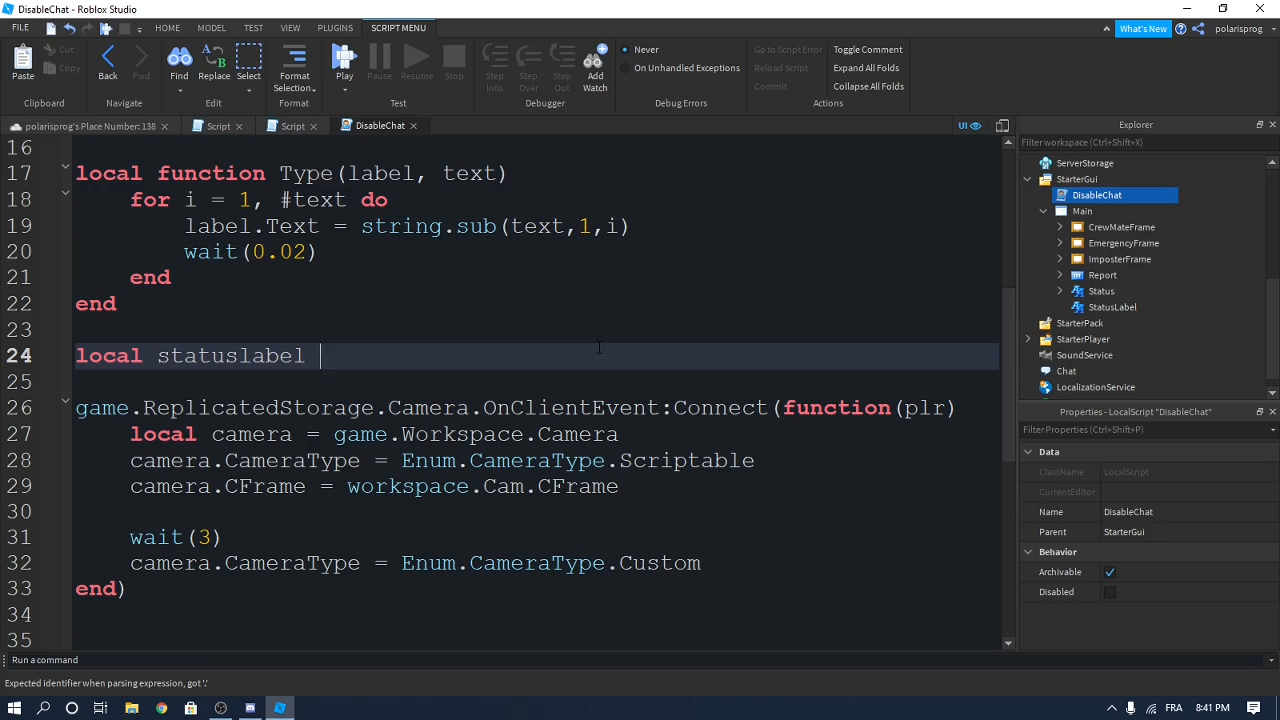 DisableChat - Roblox Studio
FILE HOME MODEL TEST VIEW PLUGINS SCRIPT MENU What's New polarisprog
Paste Cut Copy Back Fwd Find Replace Select Format Selection Play Pause Resume Stop Step Into Step Over Step Out Add Watch Never On Unhandled Exceptions Go to Script Error Reload Script Commit Toggle Comment Expand All Folds Collapse All Folds
Clipboard Navigate Edit Format Test Debugger Debug Errors Actions
polarisprog's Place Number: 138 Script Script DisableChat UI
16
17 local function Type(label, text)
18 for i = 1, #text do
19 label.Text = string.sub(text,1,i)
20 wait(0.02)
21 end
22 end
23
24 local statuslabel
25
26 game.ReplicatedStorage.Camera.OnClientEvent:Connect(function(plr)
27 local camera = game.Workspace.Camera
28 camera.CameraType = Enum.CameraType.Scriptable
29 camera.CFrame = workspace.Cam.CFrame
30
31 wait(3)
32 camera.CameraType = Enum.CameraType.Custom
33 end)
34
35
Explorer
Filter workspace (Ctrl+Shift+X)
ServerStorage
StarterGui
DisableChat
Main
CrewMateFrame
EmergencyFrame
ImposterFrame
Report
Status
StatusLabel
StarterPack
StarterPlayer
SoundService
Chat
LocalizationService
Properties - LocalScript "DisableChat"
Filter Properties (Ctrl+Shift+P)
Data
ClassName LocalScript
CurrentEditor
Name DisableChat
Parent StarterGui
Behavior
Archivable
Disabled
Run a command
Expected identifier when parsing expression, got '.'
FRA 8:41 PM